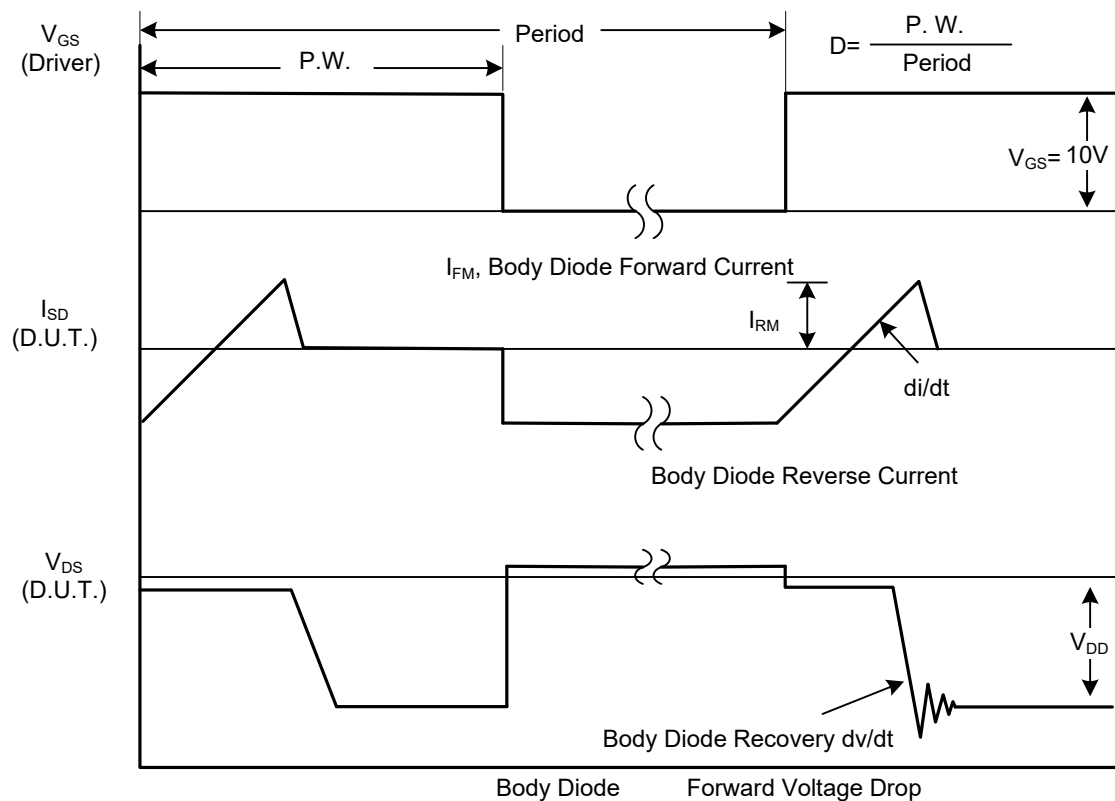 V_GS
(Driver)
Period
P.W.
D= P. W.
Period
V_GS= 10V
I_FM, Body Diode Forward Current
I_SD
(D.U.T.)
I_RM
di/dt
Body Diode Reverse Current
V_DS
(D.U.T.)
V_DD
Body Diode Recovery dv/dt
Body Diode Forward Voltage Drop